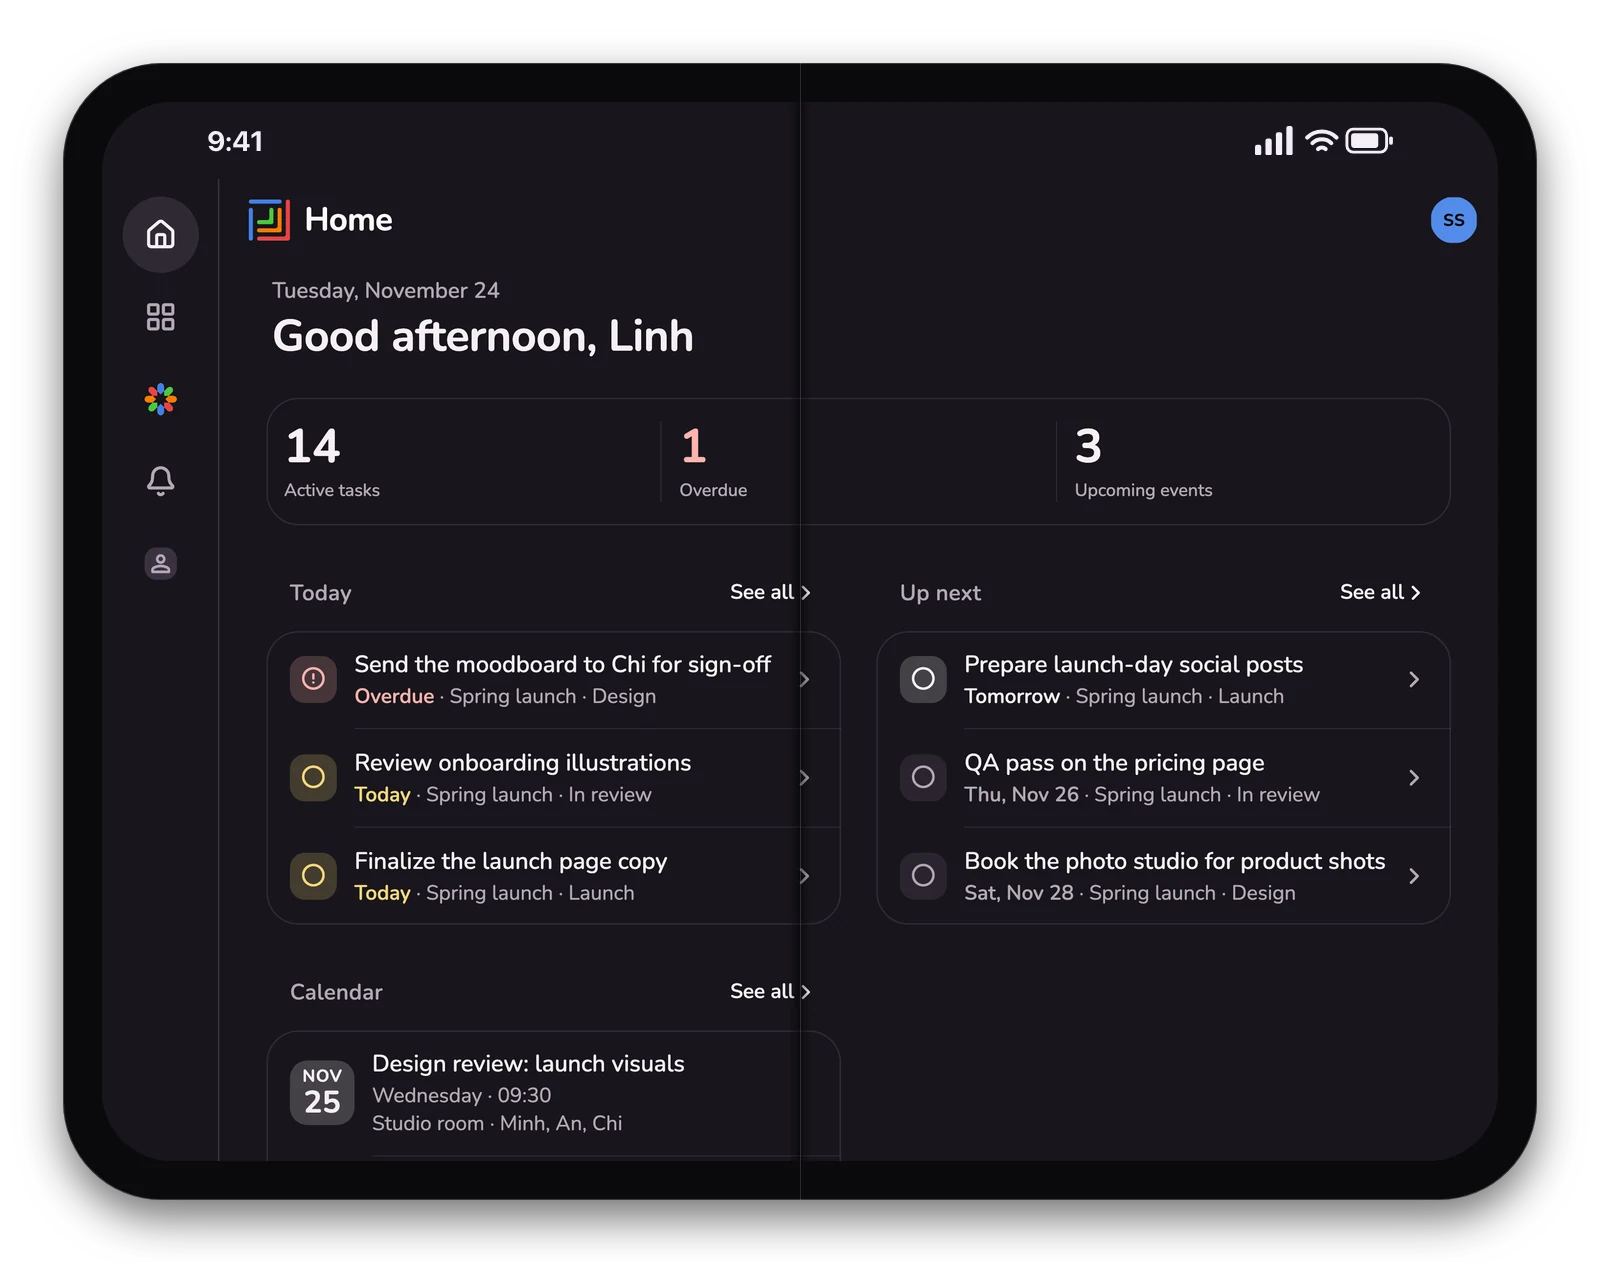 9:41
Home
SS
Tuesday, November 24
Good afternoon, Linh
14
Active tasks
1
Overdue
3
Upcoming events
Today
See all
Send the moodboard to Chi for sign-off
Overdue · Spring launch · Design
Review onboarding illustrations
Today · Spring launch · In review
Finalize the launch page copy
Today · Spring launch · Launch
Up next
See all
Prepare launch-day social posts
Tomorrow · Spring launch · Launch
QA pass on the pricing page
Thu, Nov 26 · Spring launch · In review
Book the photo studio for product shots
Sat, Nov 28 · Spring launch · Design
Calendar
See all
NOV
25
Design review: launch visuals
Wednesday · 09:30
Studio room · Minh, An, Chi